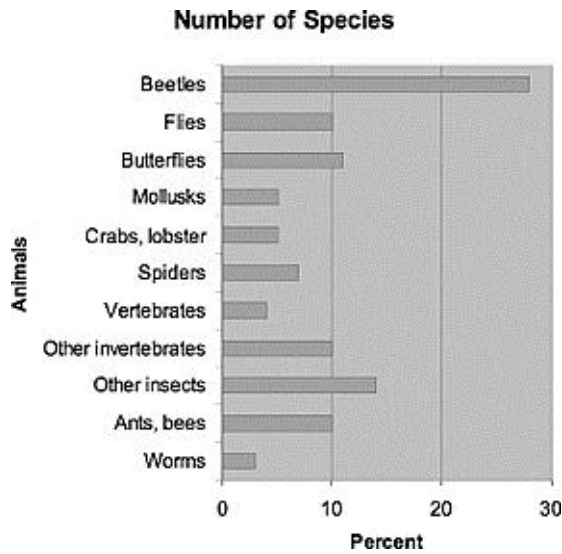 Number of Species
Animals
Beetles
Flies
Butterflies
Mollusks
Crabs, lobster
Spiders
Vertebrates
Other invertebrates
Other insects
Ants, bees
Worms
0 10 20 30
Percent